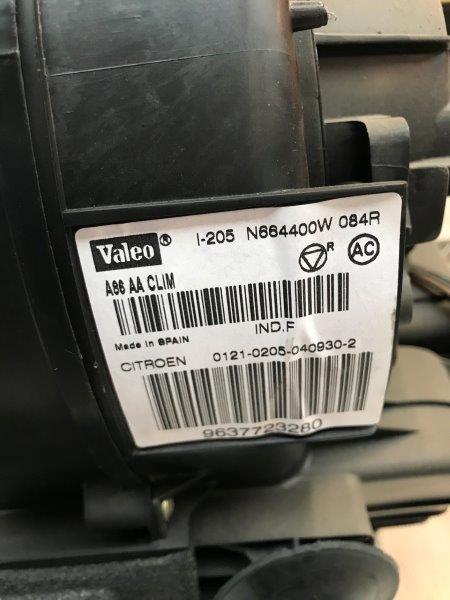 Valeo ® I-205 N664400W 084R
R AC
A86 AA CLIM
IND.F
Made in SPAIN
CITROEN 0121-0205-040930-2
9637723280